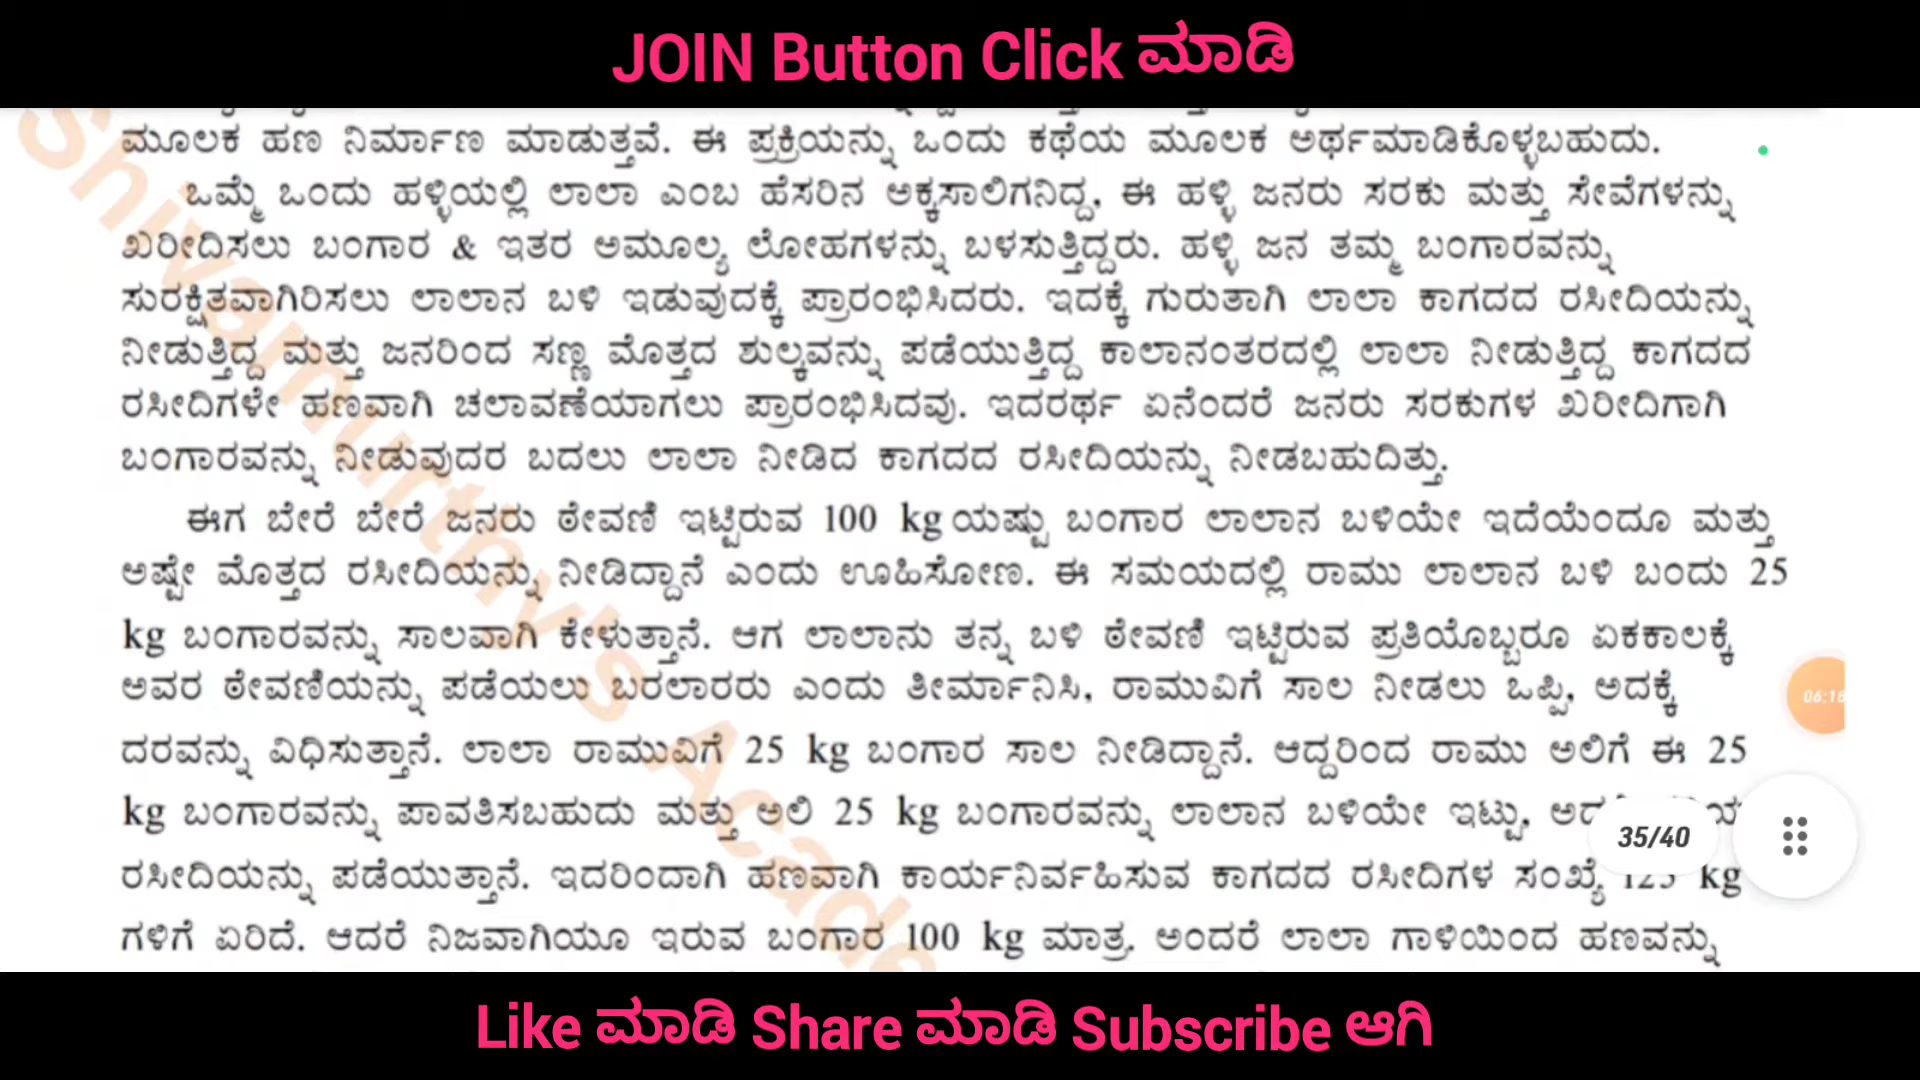 JOIN Button Click ಮಾಡಿ
ಮೂಲಕ ಹಣ ನಿರ್ಮಾಣ ಮಾಡುತ್ತವೆ. ಈ ಪ್ರಕ್ರಿಯನ್ನು ಒಂದು ಕಥೆಯ ಮೂಲಕ ಅರ್ಥಮಾಡಿಕೊಳ್ಳಬಹುದು.
ಒಮ್ಮೆ ಒಂದು ಹಳ್ಳಿಯಲ್ಲಿ ಲಾಲಾ ಎಂಬ ಹೆಸರಿನ ಅಕ್ಕಸಾಲಿಗನಿದ್ದ, ಈ ಹಳ್ಳಿ ಜನರು ಸರಕು ಮತ್ತು ಸೇವೆಗಳನ್ನು
ಖರೀದಿಸಲು ಬಂಗಾರ & ಇತರ ಅಮೂಲ್ಯ ಲೋಹಗಳನ್ನು ಬಳಸುತ್ತಿದ್ದರು. ಹಳ್ಳಿ ಜನ ತಮ್ಮ ಬಂಗಾರವನ್ನು
ಸುರಕ್ಷಿತವಾಗಿರಿಸಲು ಲಾಲಾನ ಬಳಿ ಇಡುವುದಕ್ಕೆ ಪ್ರಾರಂಭಿಸಿದರು. ಇದಕ್ಕೆ ಗುರುತಾಗಿ ಲಾಲಾ ಕಾಗದದ ರಸೀದಿಯನ್ನು
ನೀಡುತ್ತಿದ್ದ ಮತ್ತು ಜನರಿಂದ ಸಣ್ಣ ಮೊತ್ತದ ಶುಲ್ಕವನ್ನು ಪಡೆಯುತ್ತಿದ್ದ ಕಾಲಾನಂತರದಲ್ಲಿ ಲಾಲಾ ನೀಡುತ್ತಿದ್ದ ಕಾಗದದ
ರಸೀದಿಗಳೇ ಹಣವಾಗಿ ಚಲಾವಣೆಯಾಗಲು ಪ್ರಾರಂಭಿಸಿದವು. ಇದರರ್ಥ ಏನೆಂದರೆ ಜನರು ಸರಕುಗಳ ಖರೀದಿಗಾಗಿ
ಬಂಗಾರವನ್ನು ನೀಡುವುದರ ಬದಲು ಲಾಲಾ ನೀಡಿದ ಕಾಗದದ ರಸೀದಿಯನ್ನು ನೀಡಬಹುದಿತ್ತು.
ಈಗ ಬೇರೆ ಬೇರೆ ಜನರು ಠೇವಣಿ ಇಟ್ಟಿರುವ 100 kg ಯಷ್ಟು ಬಂಗಾರ ಲಾಲಾನ ಬಳಿಯೇ ಇದೆಯೆಂದೂ ಮತ್ತು
ಅಷ್ಟೇ ಮೊತ್ತದ ರಸೀದಿಯನ್ನು ನೀಡಿದ್ದಾನೆ ಎಂದು ಊಹಿಸೋಣ. ಈ ಸಮಯದಲ್ಲಿ ರಾಮು ಲಾಲಾನ ಬಳಿ ಬಂದು 25
kg ಬಂಗಾರವನ್ನು ಸಾಲವಾಗಿ ಕೇಳುತ್ತಾನೆ. ಆಗ ಲಾಲಾನು ತನ್ನ ಬಳಿ ಠೇವಣಿ ಇಟ್ಟಿರುವ ಪ್ರತಿಯೊಬ್ಬರೂ ಏಕಕಾಲಕ್ಕೆ
ಅವರ ಠೇವಣಿಯನ್ನು ಪಡೆಯಲು ಬರಲಾರರು ಎಂದು ತೀರ್ಮಾನಿಸಿ, ರಾಮುವಿಗೆ ಸಾಲ ನೀಡಲು ಒಪ್ಪಿ, ಅದಕ್ಕೆ
ದರವನ್ನು ವಿಧಿಸುತ್ತಾನೆ. ಲಾಲಾ ರಾಮುವಿಗೆ 25 kg ಬಂಗಾರ ಸಾಲ ನೀಡಿದ್ದಾನೆ. ಆದ್ದರಿಂದ ರಾಮು ಅಲಿಗೆ ಈ 25
kg ಬಂಗಾರವನ್ನು ಪಾವತಿಸಬಹುದು ಮತ್ತು ಅಲಿ 25 kg ಬಂಗಾರವನ್ನು ಲಾಲಾನ ಬಳಿಯೇ ಇಟ್ಟು,
35/40
ರಸೀದಿಯನ್ನು ಪಡೆಯುತ್ತಾನೆ. ಇದರಿಂದಾಗಿ ಹಣವಾಗಿ ಕಾರ್ಯನಿರ್ವಹಿಸುವ ಕಾಗದದ ರಸೀದಿಗಳ ಸಂಖ್ಯೆ 125 kg
ಗಳಿಗೆ ಏರಿದೆ. ಆದರೆ ನಿಜವಾಗಿಯೂ ಇರುವ ಬಂಗಾರ 100 kg ಮಾತ್ರ. ಅಂದರೆ ಲಾಲಾ ಗಾಳಿಯಿಂದ ಹಣವನ್ನು
Shivamurthy's Acade
Like ಮಾಡಿ Share ಮಾಡಿ Subscribe ಆಗಿ